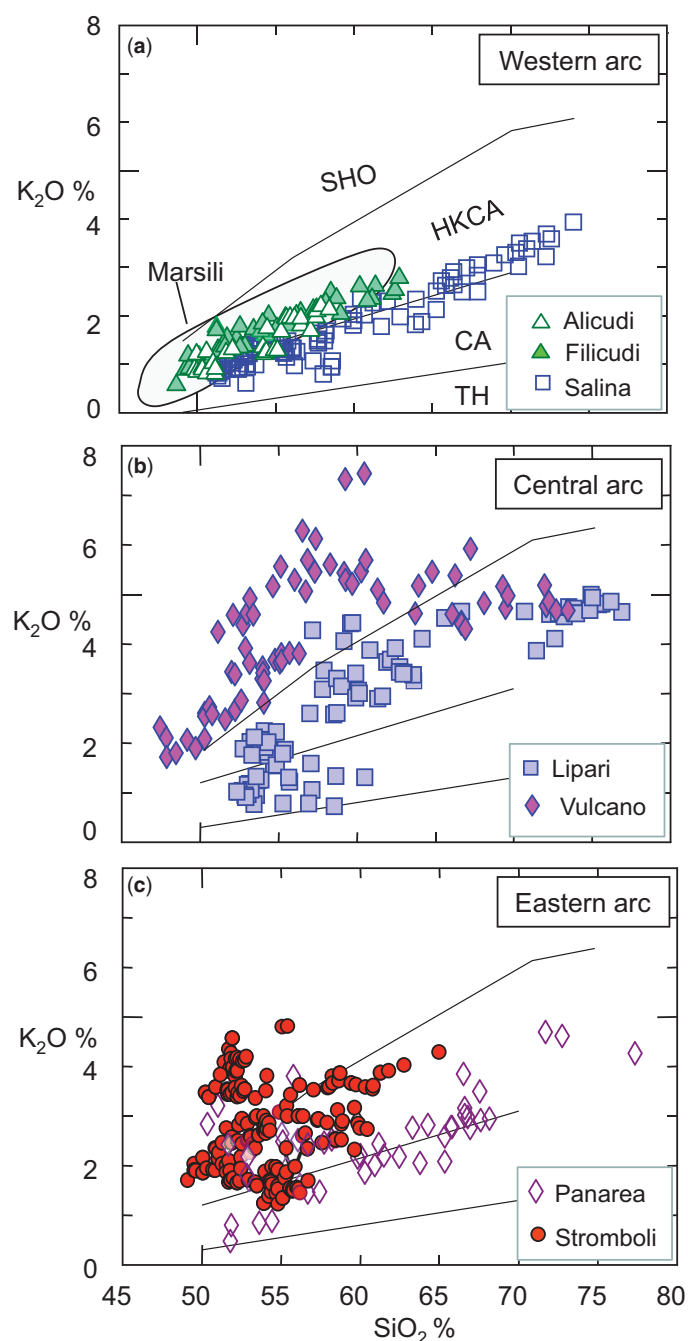 8
(a)
Western arc
6
SHO
K2O %
HKCA
4
Marsili
2
Alicudi
Filicudi
CA
Salina
TH
0
8
(b)
Central arc
6
K2O %
4
2
Lipari
Vulcano
0
8
(c)
Eastern arc
6
K2O %
4
2
Panarea
Stromboli
0
45 50 55 60 65 70 75 80
SiO2 %